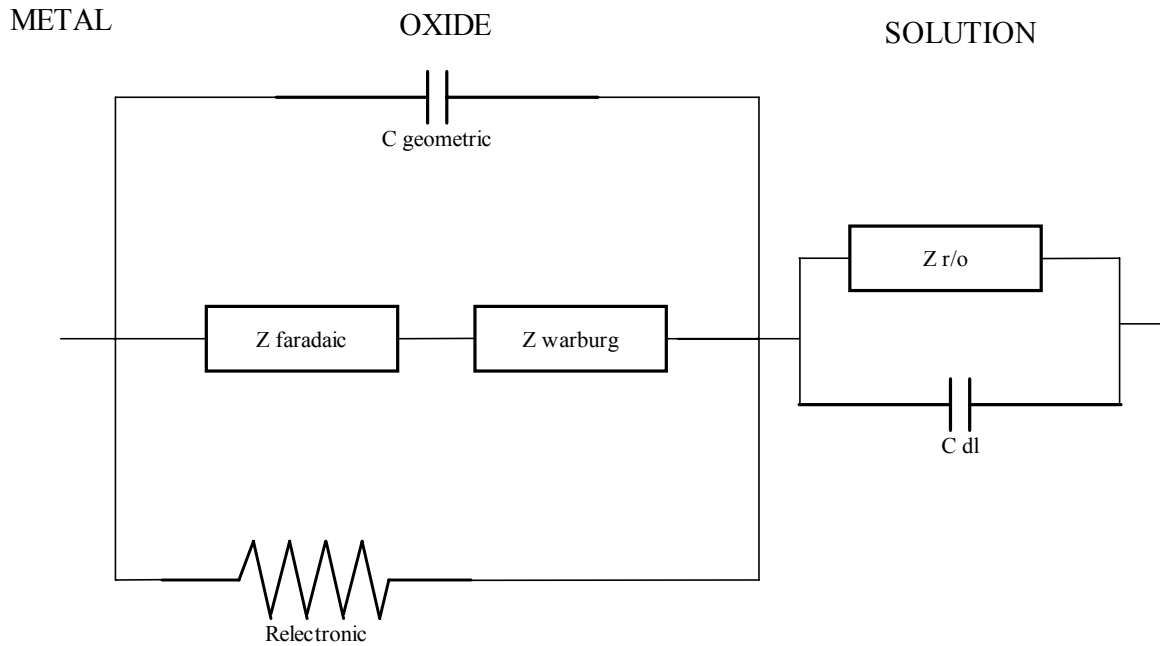 METAL
OXIDE
SOLUTION
C geometric
Z r/o
Z faradaic
Z warburg
C dl
Relectronic